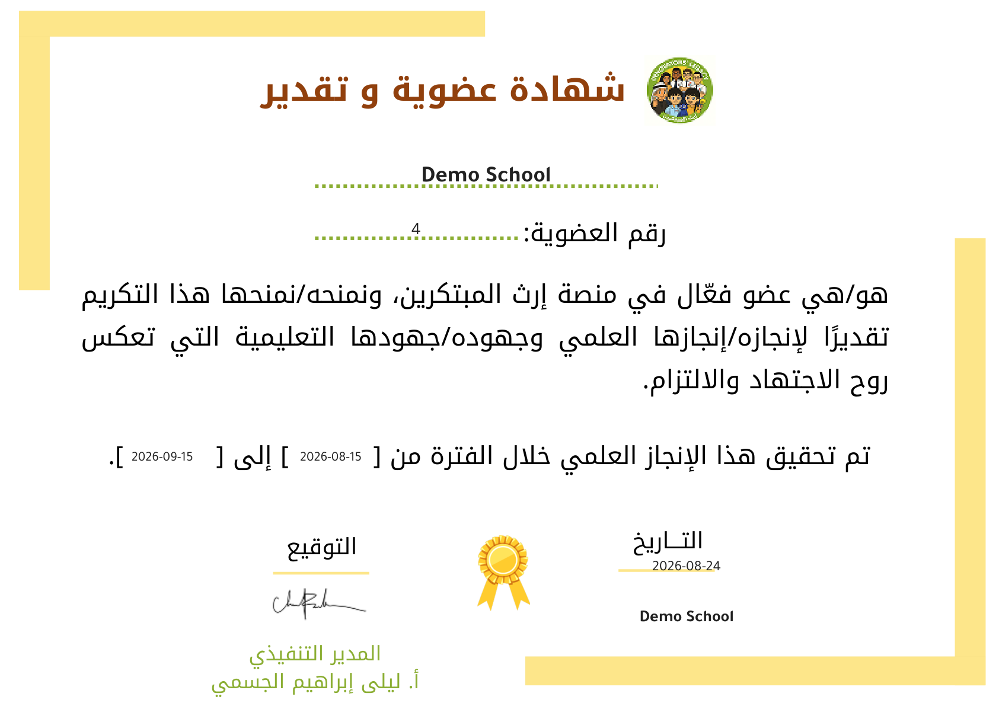 شهادة عضوية و تقدير
Demo School
رقم العضوية: 4
هو/هي عضو فعّال في منصة إرث المبتكرين، ونمنحه/نمنحها هذا التكريم
تقديرًا لإنجازه/إنجازها العلمي وجهوده/جهودها التعليمية التي تعكس
روح الاجتهاد والالتزام.
تم تحقيق هذا الإنجاز العلمي خلال الفترة من [ 2026-08-15 ] إلى [ 2026-09-15 ].
التـــاريخ
2026-08-24
Demo School
التوقيع
المدير التنفيذي
أ. ليلى إبراهيم الجسمي